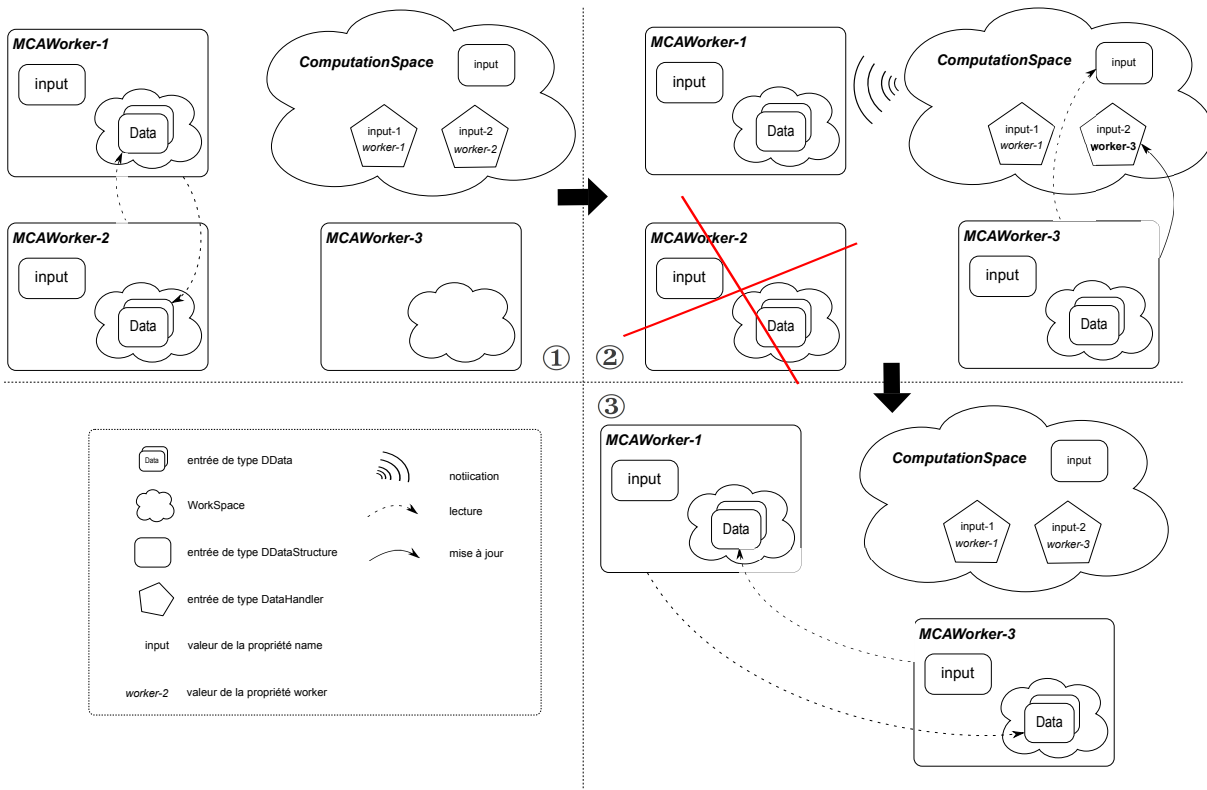 MCAWorker-1
input
Data
ComputationSpace
input
input-1
worker-1
input-2
worker-2
MCAWorker-2
input
Data
MCAWorker-3
①
MCAWorker-1
input
Data
ComputationSpace
input
input-1
worker-1
input-2
worker-3
②
MCAWorker-2
input
Data
MCAWorker-3
input
Data
③
MCAWorker-1
input
Data
ComputationSpace
input
input-1
worker-1
input-2
worker-3
MCAWorker-3
input
Data
Data
entrée de type DData
WorkSpace
entrée de type DDataStructure
entrée de type DataHandler
input
valeur de la propriété name
worker-2
valeur de la propriété worker
notiication
lecture
mise à jour